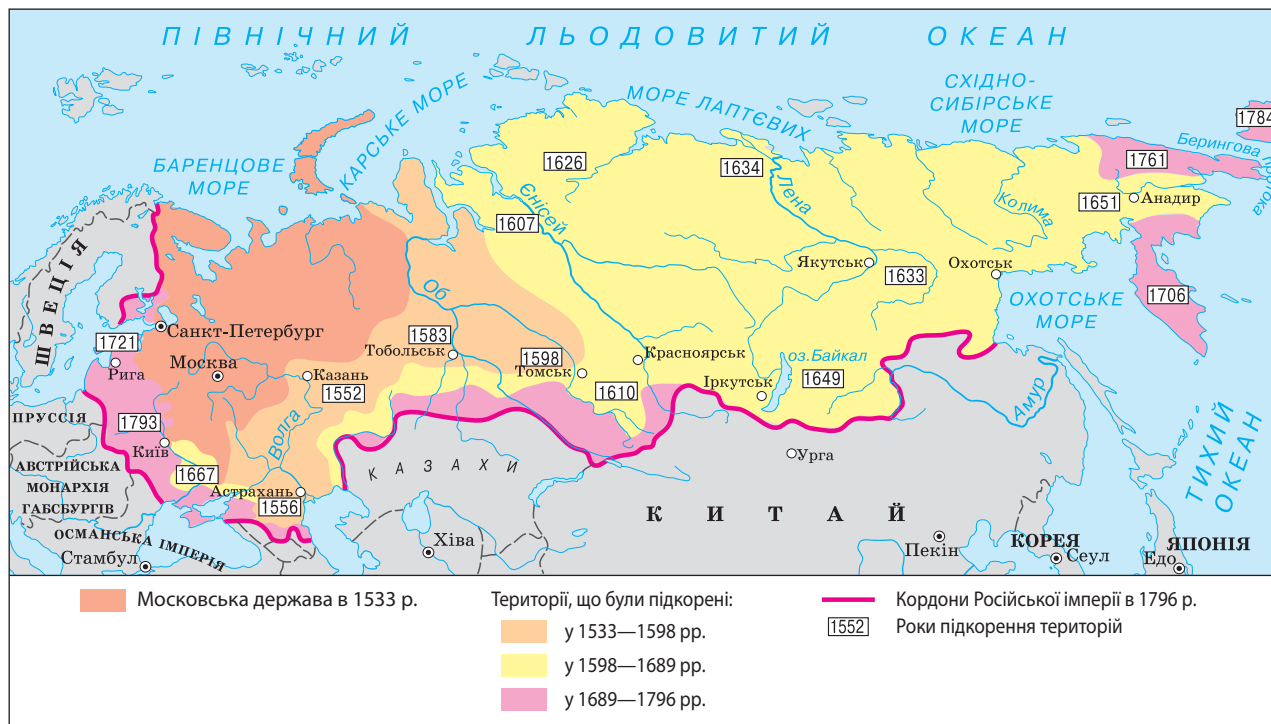 ПІВНІЧНИЙ ЛЬОДОВИТИЙ ОКЕАН
БАРЕНЦОВЕ
МОРЕ
КАРСЬКЕ МОРЕ
МОРЕ ЛАПТЄВИХ
СХІДНО-
СИБІРСЬКЕ
МОРЕ
1784
Берингова
1761
1626
1634
1651
Анадир
Єнісей
1607
Лена
Колима
ШВЕЦІЯ
Якутськ
1633
Охотськ
ОХОТСЬКЕ
МОРЕ
1706
Об
Санкт-Петербург
1721
Рига
Москва
1583
Тобольськ
1598
Томськ
Красноярськ
оз.Байкал
Казань
1552
1610
Іркутськ
1649
Амур
ТИХИЙ
ОКЕАН
ПРУССІЯ
1793
Київ
Волга
КАЗАХИ
Урга
АВСТРІЙСЬКА
МОНАРХІЯ
ГАБСБУРГІВ
1667
Астрахань
1556
КИТАЙ
ОСМАНСЬКА ІМПЕРІЯ
Стамбул
Хіва
Пекін
КОРЕЯ
Сеул
ЯПОНІЯ
Едо
Московська держава в 1533 р.
Території, що були підкорені:
у 1533—1598 рр.
у 1598—1689 рр.
у 1689—1796 рр.
Кордони Російської імперії в 1796 р.
1552 Роки підкорення територій